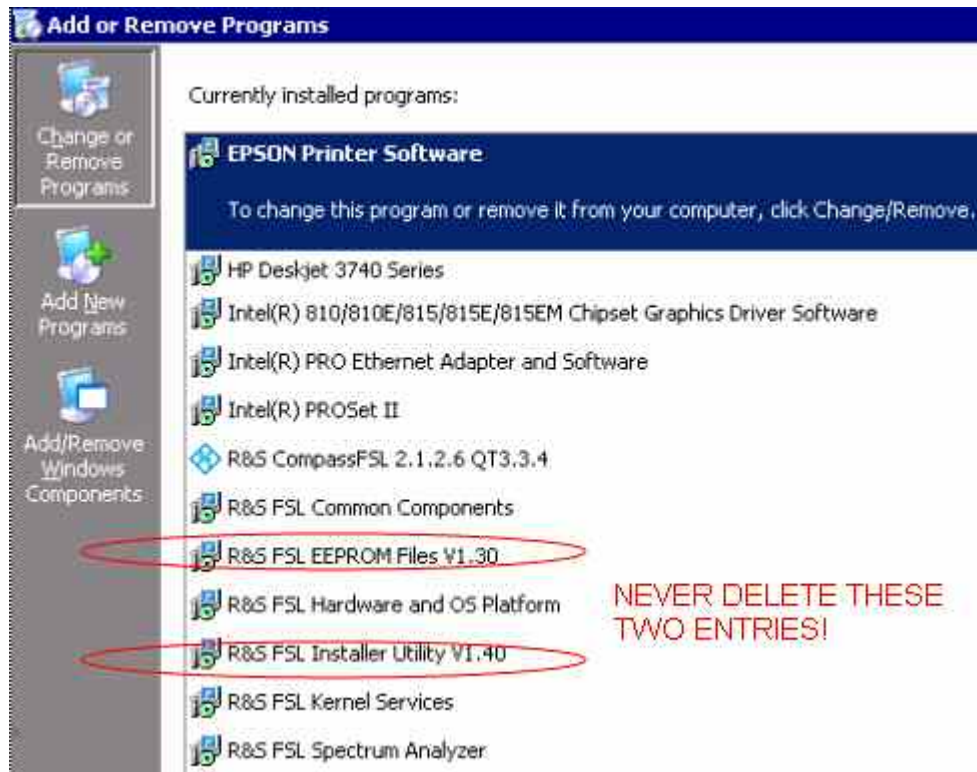 Add or Remove Programs
Change or
Remove
Programs
Add New
Programs
Add/Remove
Windows
Components
Currently installed programs:
EPSON Printer Software
To change this program or remove it from your computer, click Change/Remove.
HP Deskjet 3740 Series
Intel(R) 810/810E/815/815E/815EM Chipset Graphics Driver Software
Intel(R) PRO Ethernet Adapter and Software
Intel(R) PROSet II
R&S CompassFSL 2.1.2.6 QT3.3.4
R&S FSL Common Components
R&S FSL EEPROM Files V1.30
R&S FSL Hardware and OS Platform
R&S FSL Installer Utility V1.40
R&S FSL Kernel Services
R&S FSL Spectrum Analyzer
NEVER DELETE THESE
TWO ENTRIES!